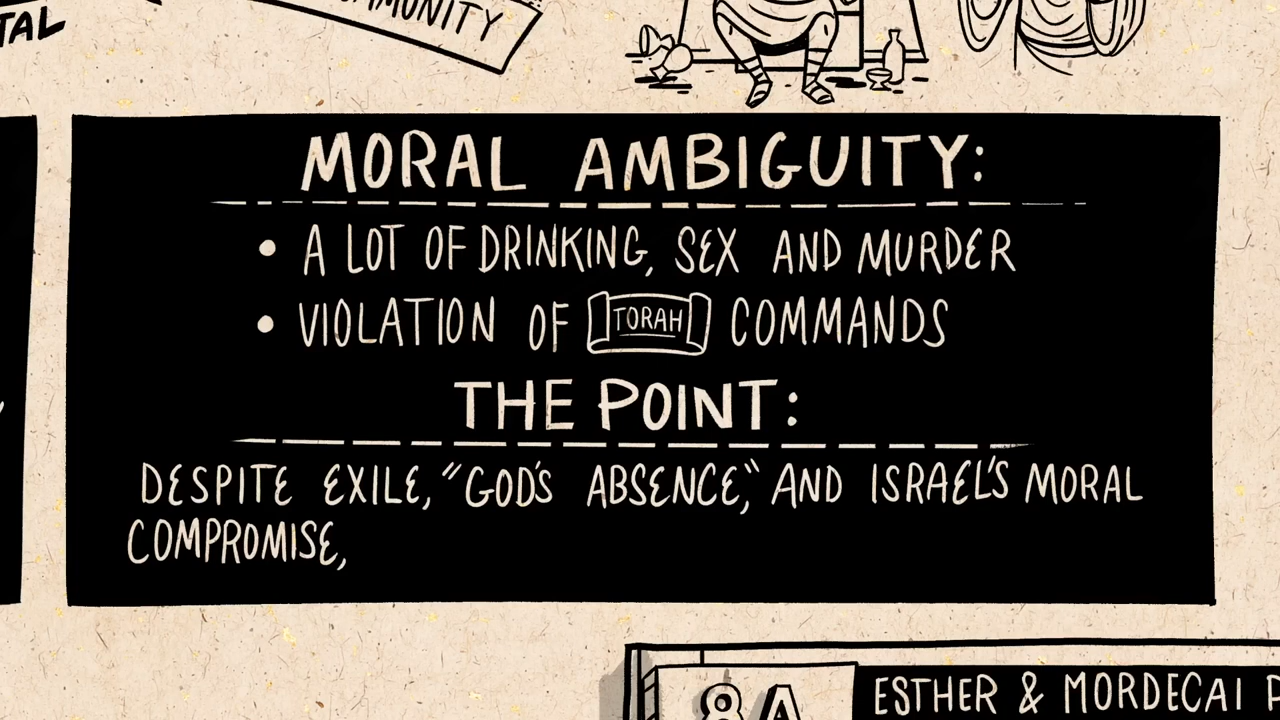 TAL
MORAL AMBIGUITY:
• A LOT OF DRINKING, SEX AND MURDER
• VIOLATION OF TORAH COMMANDS
THE POINT:
DESPITE EXILE, "GOD'S ABSENCE," AND ISRAEL'S MORAL
COMPROMISE,
8A
ESTHER & MORDECAI P